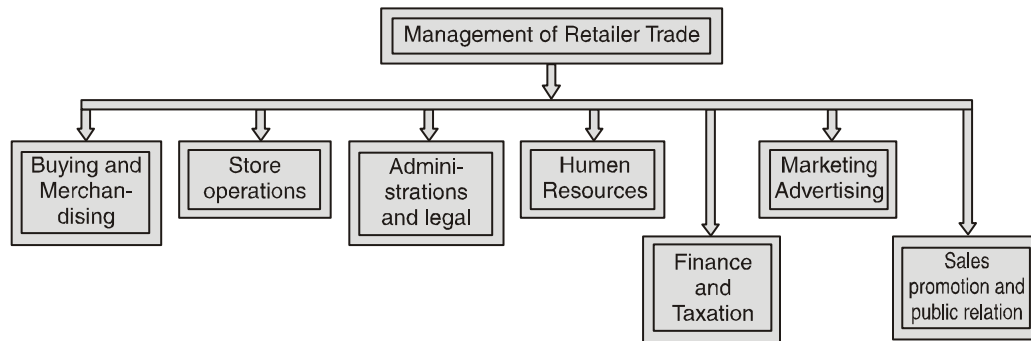 Management of Retailer Trade
Buying and
Merchan-
dising
Store
operations
Admini-
strations
and legal
Humen
Resources
Marketing
Advertising
Finance
and
Taxation
Sales
promotion and
public relation